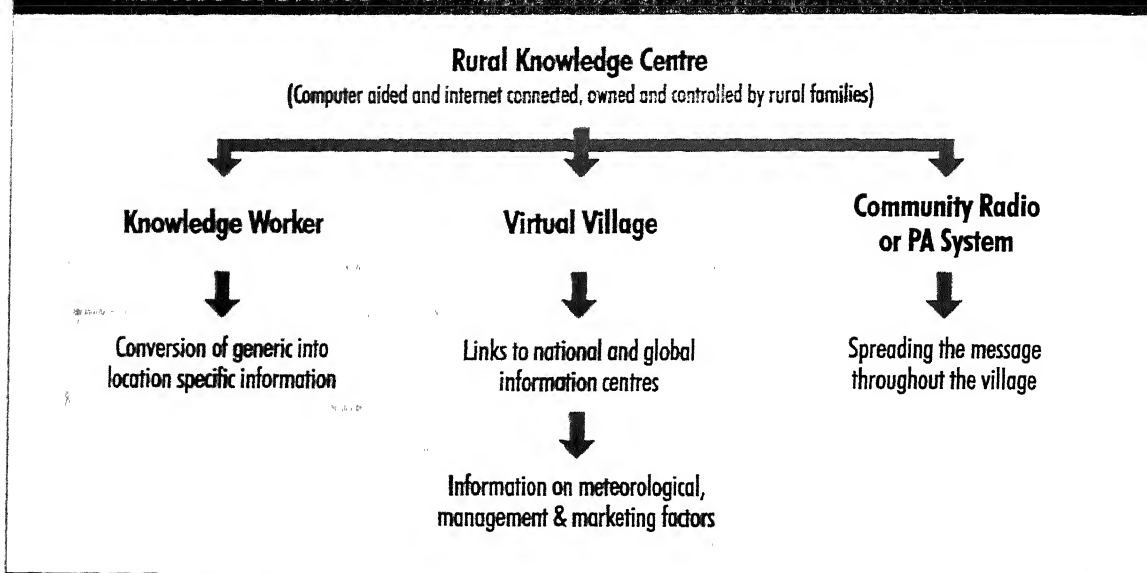 Rural Knowledge Centre
(Computer aided and internet connected, owned and controlled by rural families)
Knowledge Worker
Virtual Village
Community Radio
or PA System
Conversion of generic into
location specific information
Links to national and global
information centres
Spreading the message
throughout the village
Information on meteorological,
management & marketing factors